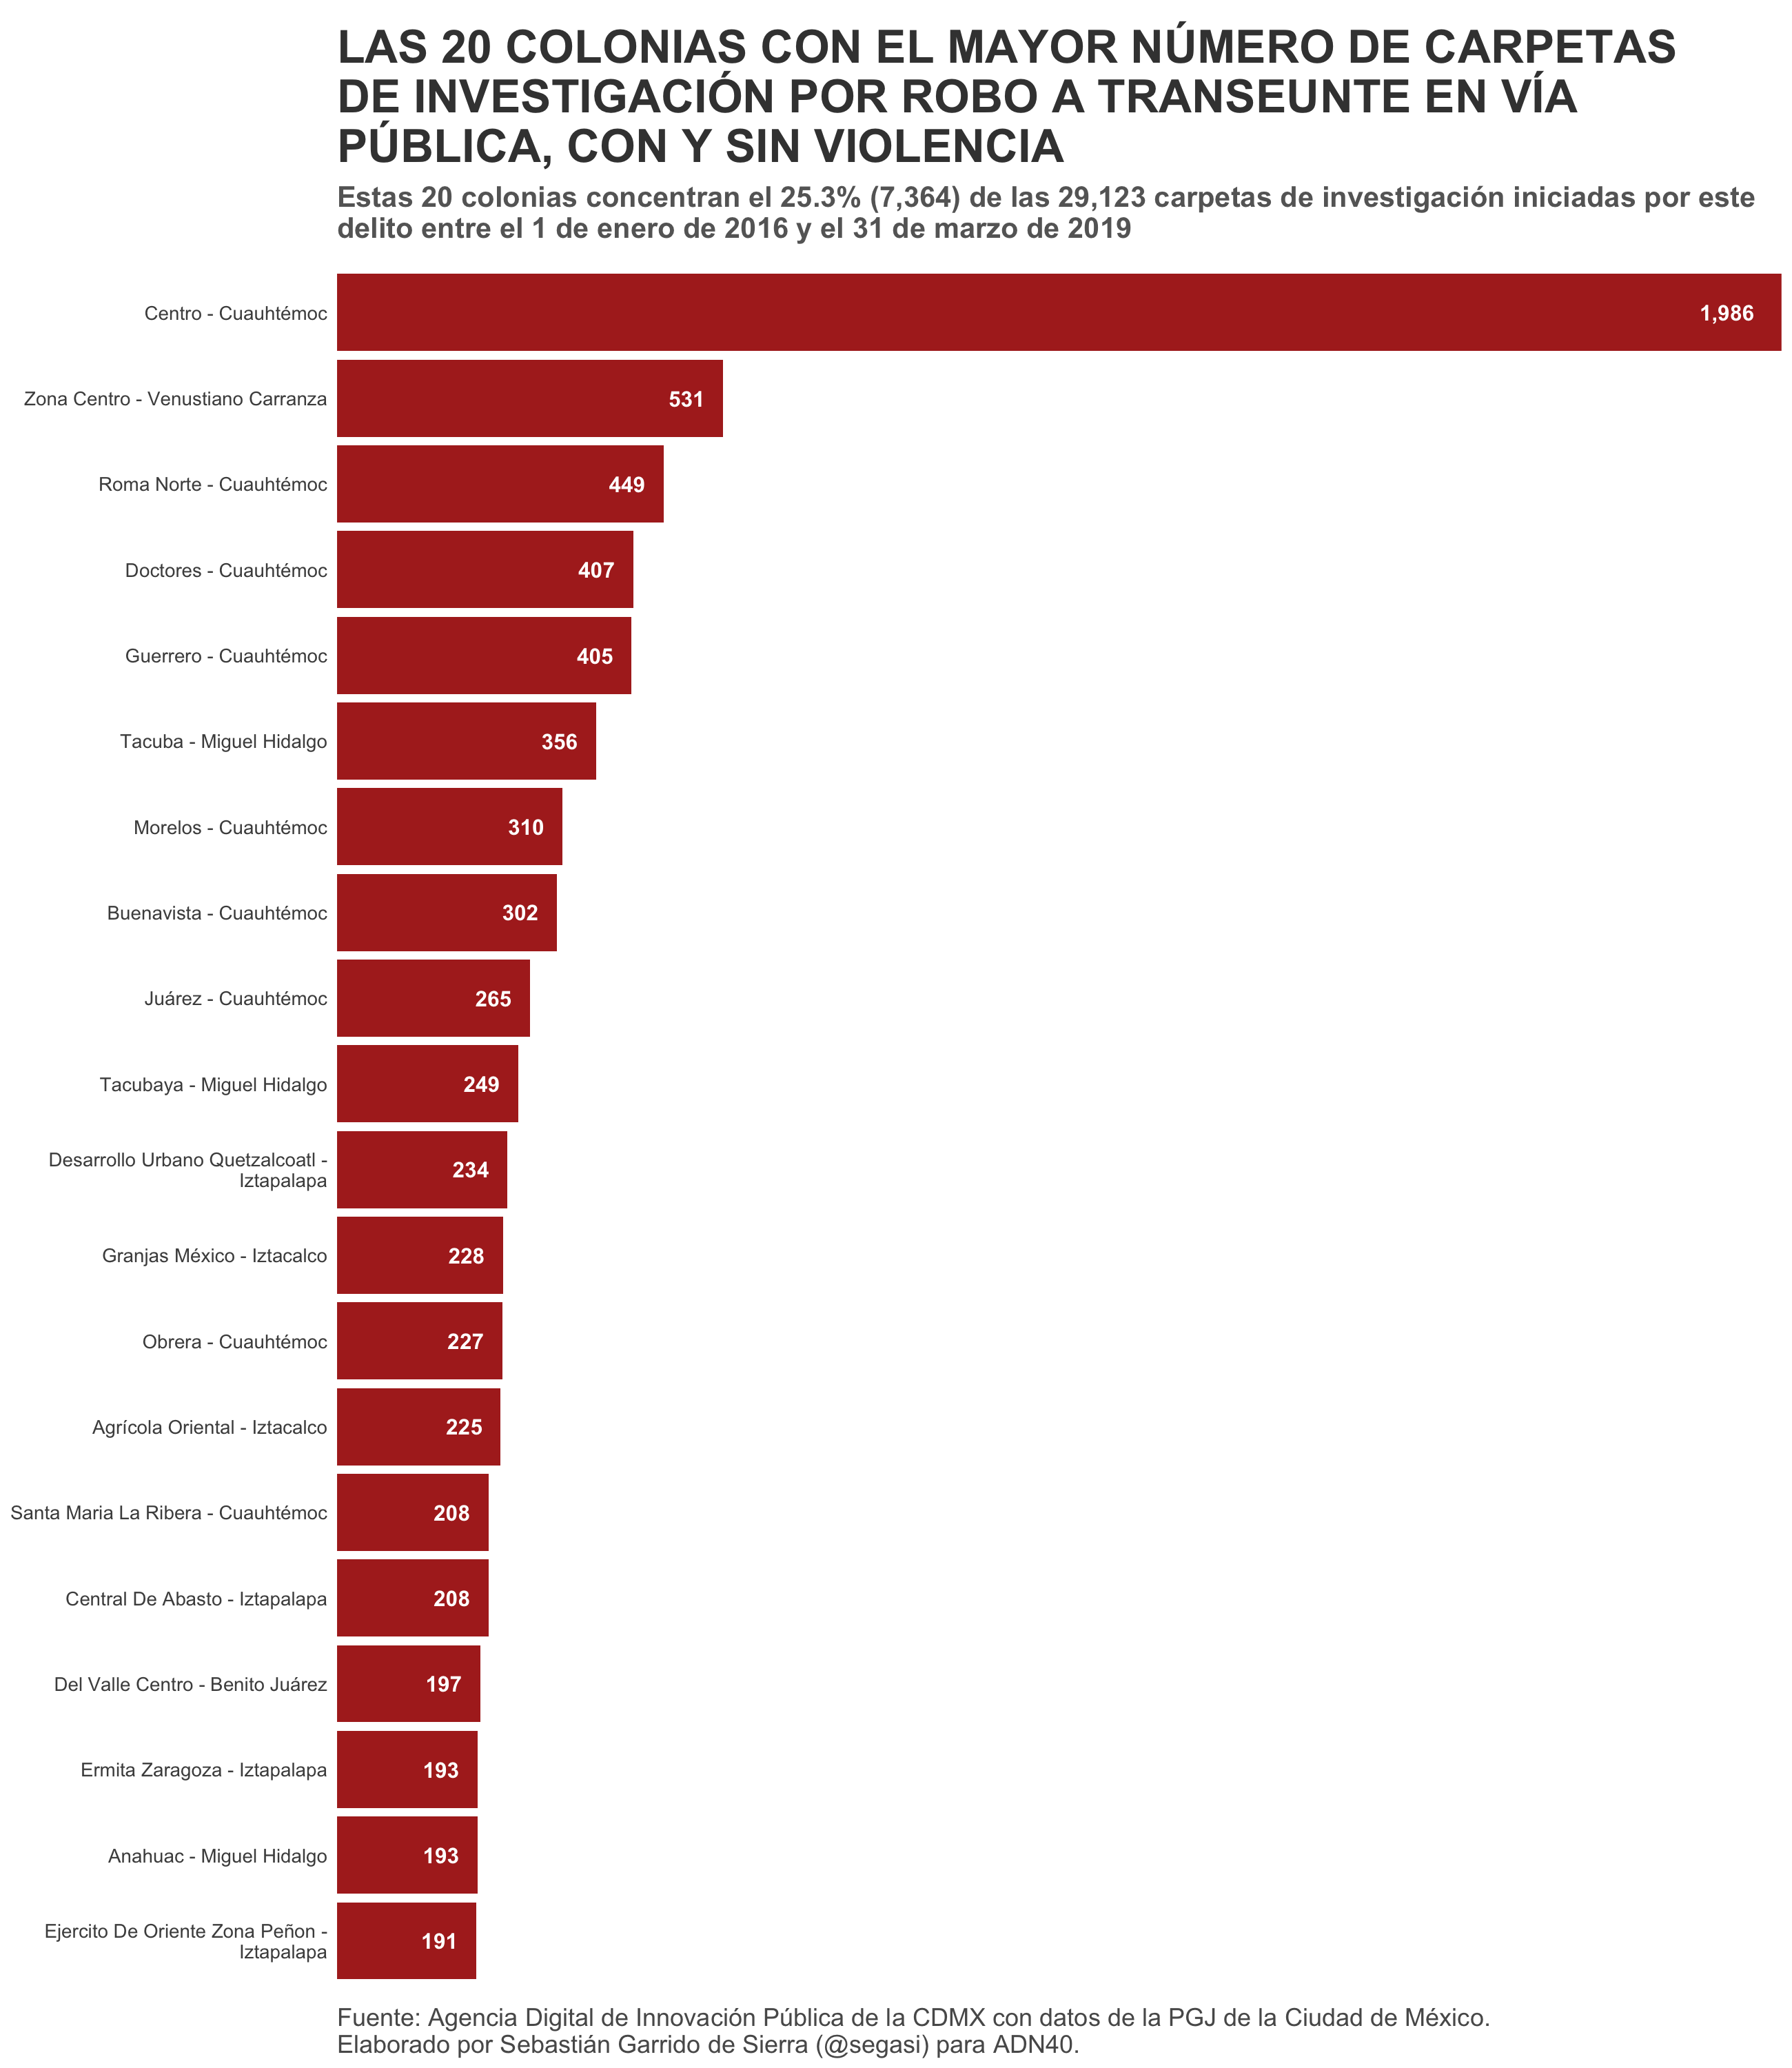 LAS 20 COLONIAS CON EL MAYOR NÚMERO DE CARPETAS
DE INVESTIGACIÓN POR ROBO A TRANSEUNTE EN VÍA
PÚBLICA, CON Y SIN VIOLENCIA
Estas 20 colonias concentran el 25.3% (7,364) de las 29,123 carpetas de investigación iniciadas por este
delito entre el 1 de enero de 2016 y el 31 de marzo de 2019
Centro - Cuauhtémoc 1,986
Zona Centro - Venustiano Carranza 531
Roma Norte - Cuauhtémoc 449
Doctores - Cuauhtémoc 407
Guerrero - Cuauhtémoc 405
Tacuba - Miguel Hidalgo 356
Morelos - Cuauhtémoc 310
Buenavista - Cuauhtémoc 302
Juárez - Cuauhtémoc 265
Tacubaya - Miguel Hidalgo 249
Desarrollo Urbano Quetzalcoatl -
Iztapalapa 234
Granjas México - Iztacalco 228
Obrera - Cuauhtémoc 227
Agrícola Oriental - Iztacalco 225
Santa Maria La Ribera - Cuauhtémoc 208
Central De Abasto - Iztapalapa 208
Del Valle Centro - Benito Juárez 197
Ermita Zaragoza - Iztapalapa 193
Anahuac - Miguel Hidalgo 193
Ejercito De Oriente Zona Peñon -
Iztapalapa 191
Fuente: Agencia Digital de Innovación Pública de la CDMX con datos de la PGJ de la Ciudad de México.
Elaborado por Sebastián Garrido de Sierra (@segasi) para ADN40.